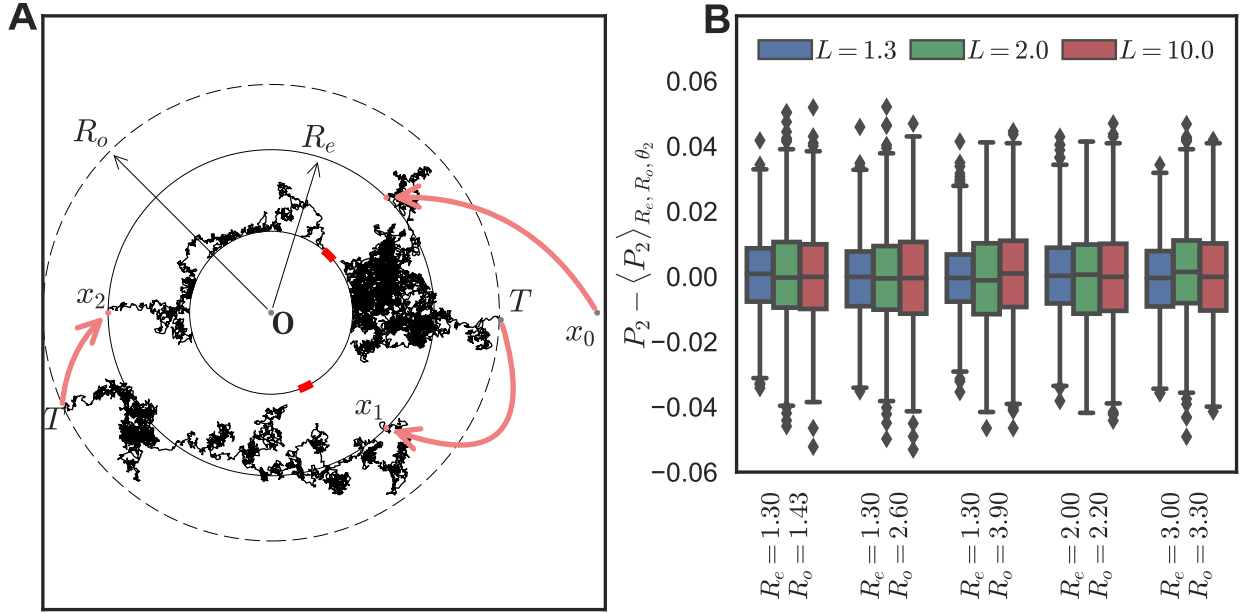 A
R_o
R_e
x_2
O
T
x_0
T
x_1
B
L = 1.3
L = 2.0
L = 10.0
P_2 − ⟨P_2⟩_{R_e, R_o, θ_2}
0.06
0.04
0.02
0.00
−0.02
−0.04
−0.06
R_e = 1.30
R_o = 1.43
R_e = 1.30
R_o = 2.60
R_e = 1.30
R_o = 3.90
R_e = 2.00
R_o = 2.20
R_e = 3.00
R_o = 3.30